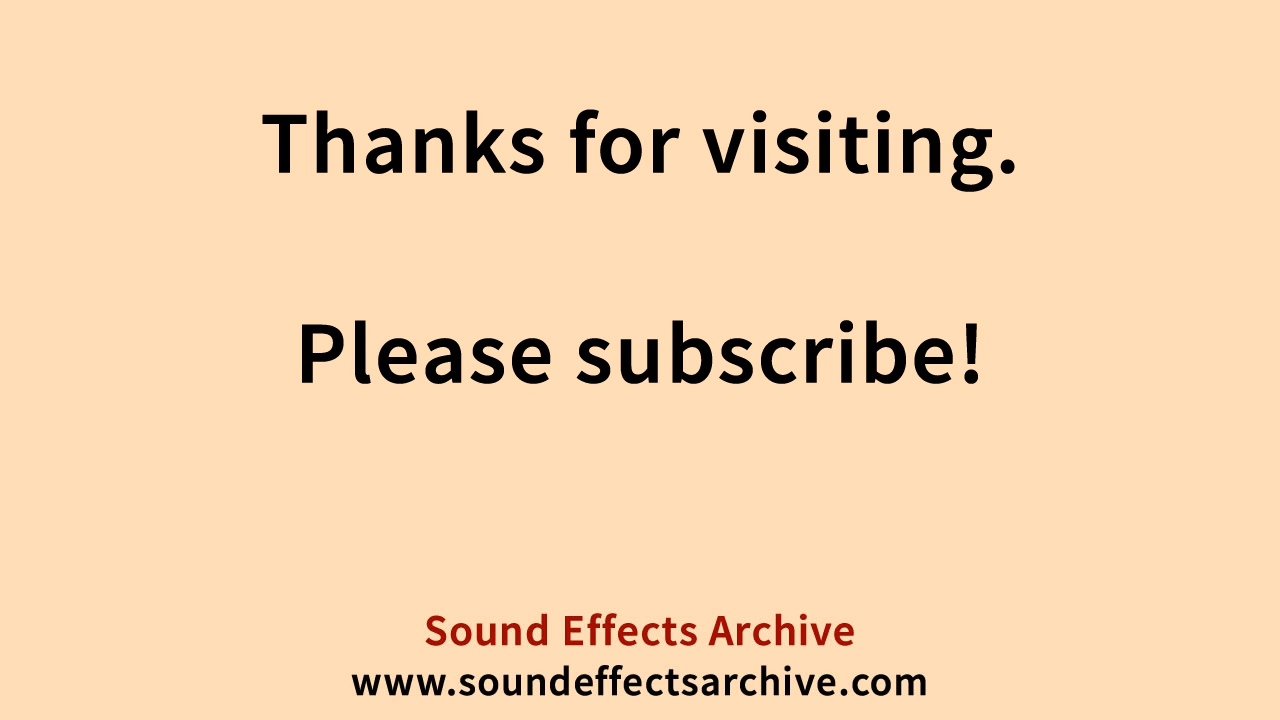 Thanks for visiting.
Please subscribe!
Sound Effects Archive
www.soundeffectsarchive.com